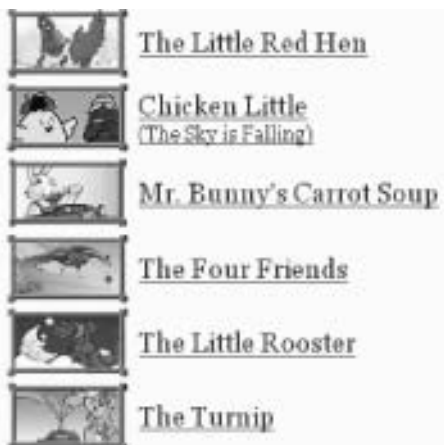 The Little Red Hen
Chicken Little
(The Sky is Falling)
Mr. Bunny's Carrot Soup
The Four Friends
The Little Rooster
The Turnip